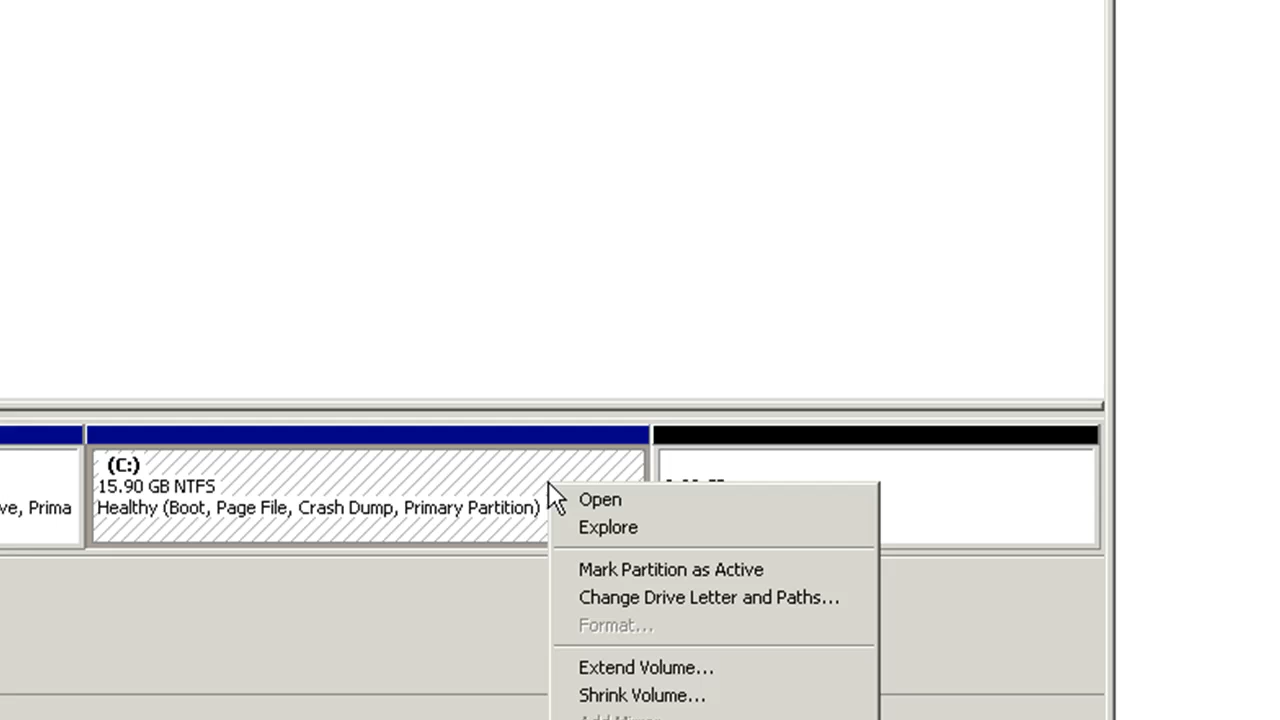 (C:)
15.90 GB NTFS
ve, Prima
Healthy (Boot, Page File, Crash Dump, Primary Partition)
Open
Explore
Mark Partition as Active
Change Drive Letter and Paths...
Format...
Extend Volume...
Shrink Volume...